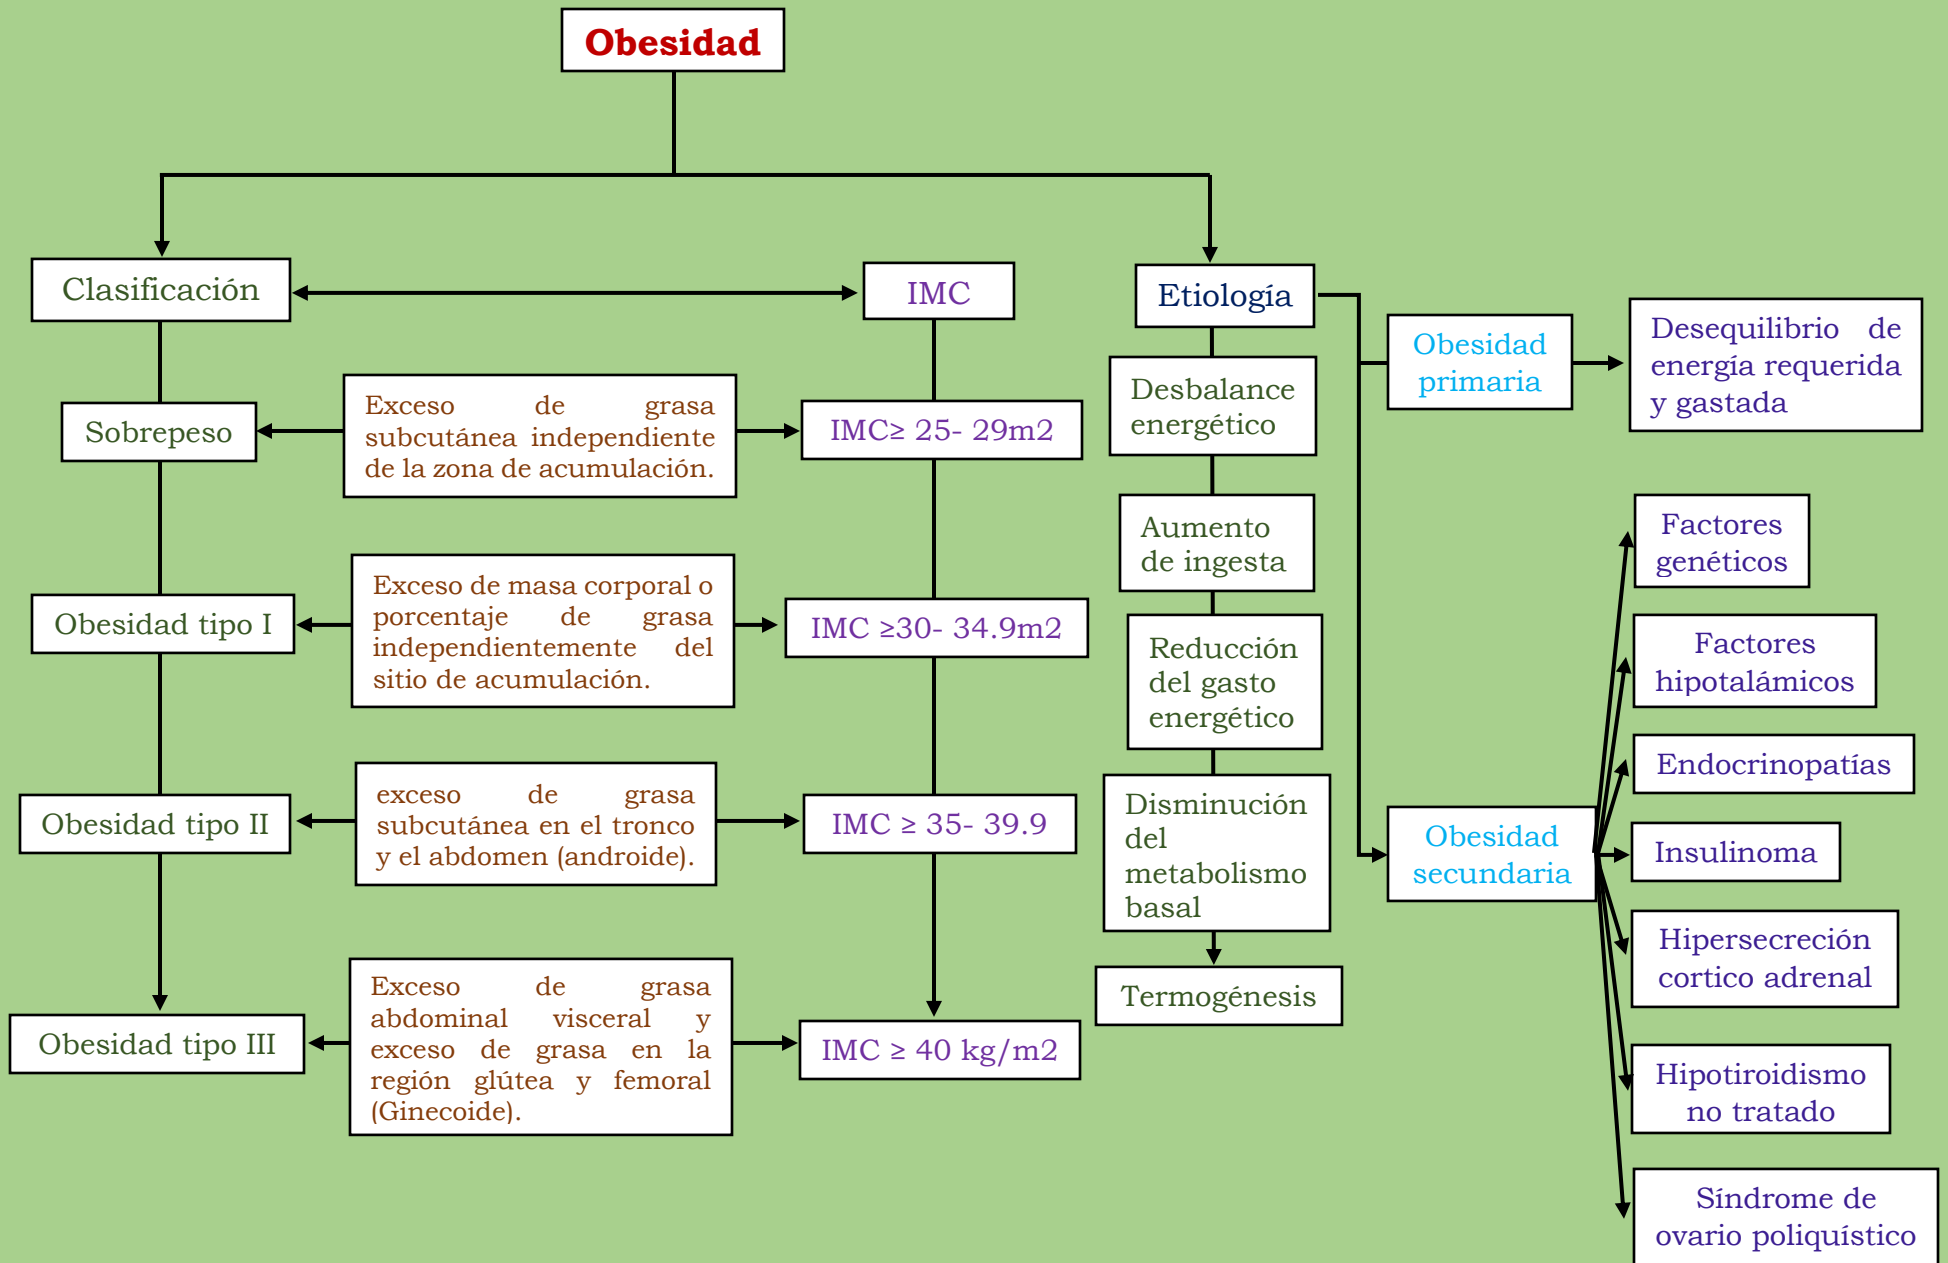 Obesidad
Clasificación
IMC
Sobrepeso
Exceso de grasa
subcutánea independiente
de la zona de acumulación.
IMC≥ 25- 29m2
Obesidad tipo I
Exceso de masa corporal o
porcentaje de grasa
independientemente del
sitio de acumulación.
IMC ≥30- 34.9m2
Obesidad tipo II
exceso de grasa
subcutánea en el tronco
y el abdomen (androide).
IMC ≥ 35- 39.9
Obesidad tipo III
Exceso de grasa
abdominal visceral y
exceso de grasa en la
región glútea y femoral
(Ginecoide).
IMC ≥ 40 kg/m2
Etiología
Desbalance
energético
Aumento
de ingesta
Reducción
del gasto
energético
Disminución
del
metabolismo
basal
Termogénesis
Obesidad
primaria
Desequilibrio de
energía requerida
y gastada
Obesidad
secundaria
Factores
genéticos
Factores
hipotalámicos
Endocrinopatías
Insulinoma
Hipersecreción
cortico adrenal
Hipotiroidismo
no tratado
Síndrome de
ovario poliquístico